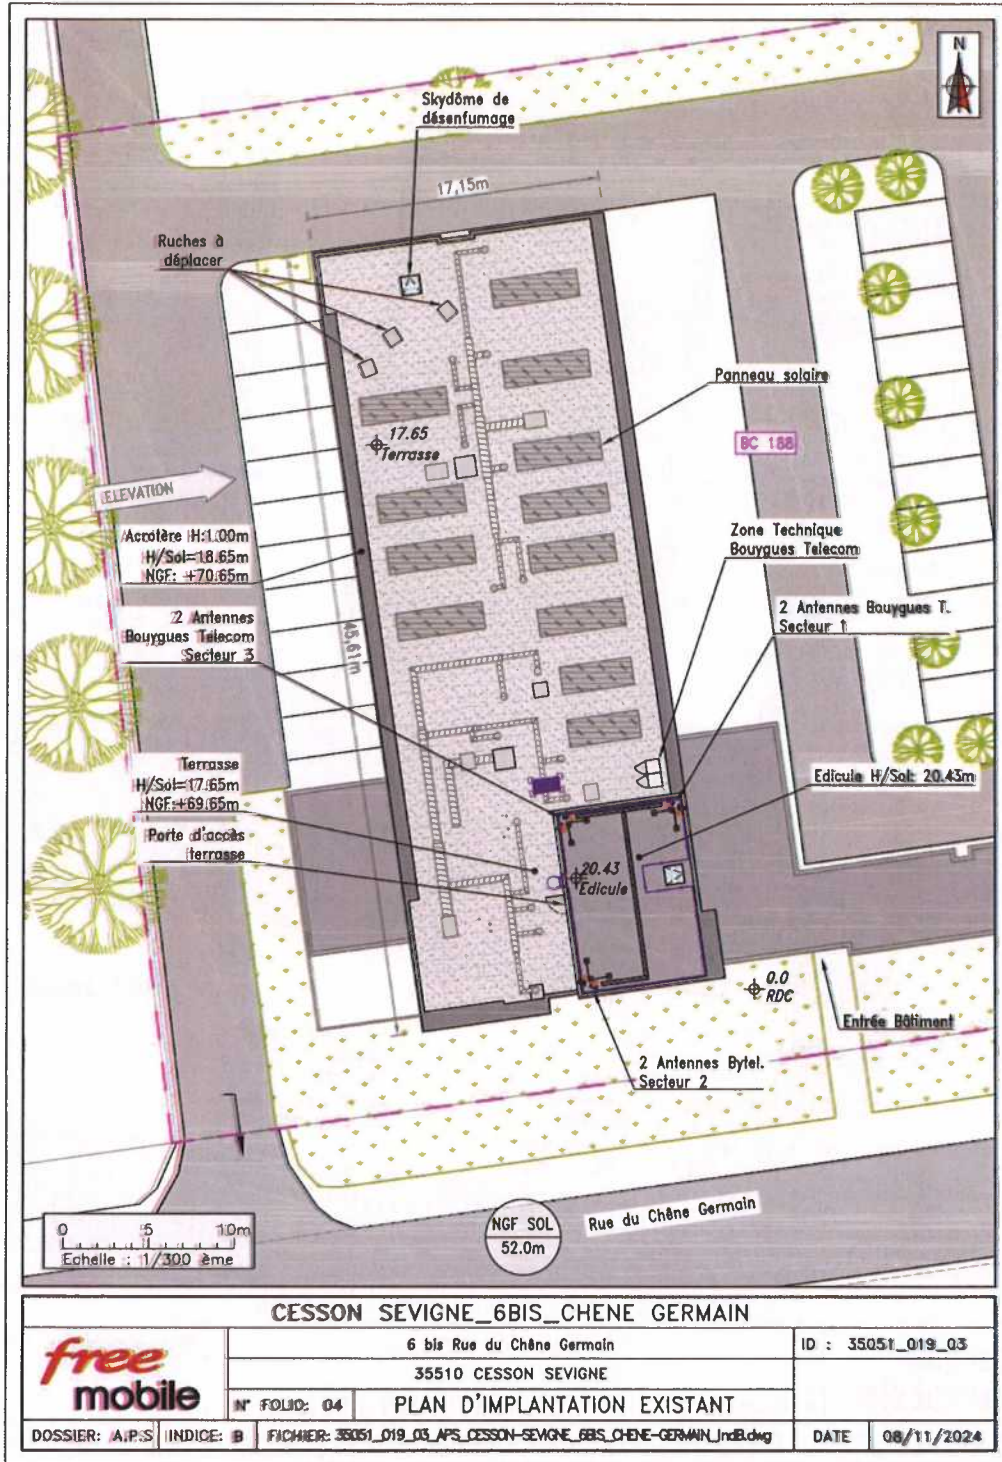 N
Skydôme de
désenfumage
17,15m
Ruches à
déplacer
Panneau solaire
17.65
Terrasse
BC 188
ELEVATION
Acrotère H:1.00m
H/Sol=18.65m
NGF: +70.65m
Zone Technique
Bouygues Telecom
2 Antennes
Bouygues Telecom
Secteur 3
2 Antennes Bouygues T.
Secteur 1
45,61m
Terrasse
H/Sol=17.65m
NGF:+69.65m
Edicule H/Sol: 20.43m
Porte d'accès
terrasse
20.43
Edicule
0.0
RDC
Entrée Bâtiment
2 Antennes Bytel.
Secteur 2
NGF SOL
52.0m
Rue du Chêne Germain
0 5 10m
Echelle : 1/300 ème
CESSON SEVIGNE_6BIS_CHENE GERMAIN
free
mobile
6 bis Rue du Chêne Germain
ID : 35051_019_03
35510 CESSON SEVIGNE
N° FOLIO: 04
PLAN D'IMPLANTATION EXISTANT
DOSSIER: A.P.S
INDICE: B
FICHIER: 35051_019_03_APS_CESSON-SEVIGNE_6BIS_CHENE-GERMAIN_IndB.dwg
DATE
08/11/2024